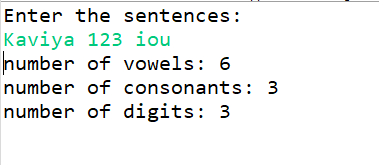 Enter the sentences:
Kaviya 123 iou
number of vowels: 6
number of consonants: 3
number of digits: 3